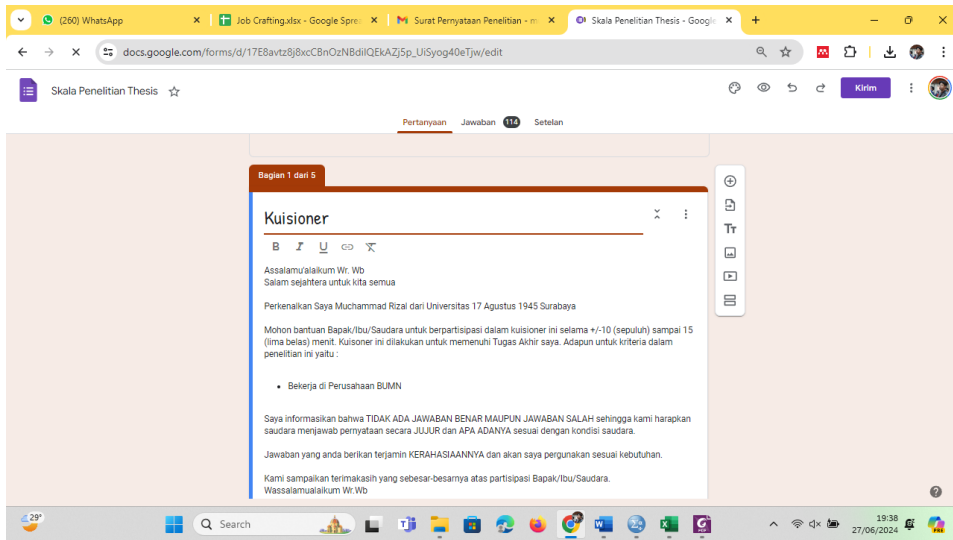 (260) WhatsApp
Job Crafting.xlsx - Google Sprea
Surat Pernyataan Penelitian - m
Skala Penelitian Thesis - Google
docs.google.com/forms/d/17E8avtz8j8xcCBnOzNBdilQEkAZj5p_UiSyog40eTjw/edit
Skala Penelitian Thesis
Kirim
Pertanyaan Jawaban 114 Setelan
Bagian 1 dari 5
Kuisioner
B I U
Assalamu'alaikum Wr. Wb
Salam sejahtera untuk kita semua
Perkenalkan Saya Muchammad Rizal dari Universitas 17 Agustus 1945 Surabaya
Mohon bantuan Bapak/Ibu/Saudara untuk berpartisipasi dalam kuisioner ini selama +/-10 (sepuluh) sampai 15
(lima belas) menit. Kuisoner ini dilakukan untuk memenuhi Tugas Akhir saya. Adapun untuk kriteria dalam
penelitian ini yaitu :
• Bekerja di Perusahaan BUMN
Saya informasikan bahwa TIDAK ADA JAWABAN BENAR MAUPUN JAWABAN SALAH sehingga kami harapkan
saudara menjawab pernyataan secara JUJUR dan APA ADANYA sesuai dengan kondisi saudara.
Jawaban yang anda berikan terjamin KERAHASIAANNYA dan akan saya pergunakan sesuai kebutuhan.
Kami sampaikan terimakasih yang sebesar-besarnya atas partisipasi Bapak/Ibu/Saudara.
Wassalamualaikum Wr.Wb
Tт
29°
Search
19:38
27/06/2024